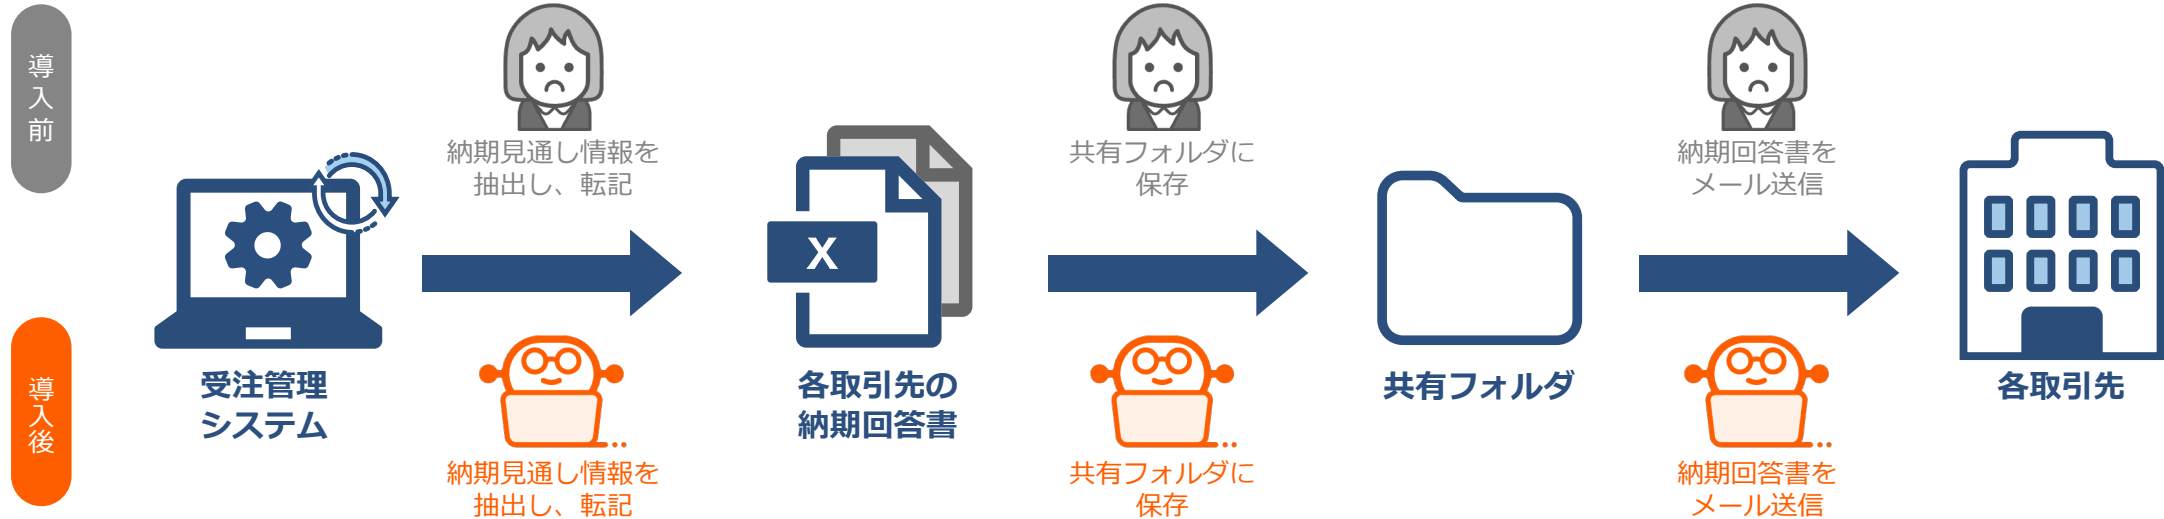 導入前
納期見通し情報を
抽出し、転記
共有フォルダに
保存
納期回答書を
メール送信
X
受注管理
システム
各取引先の
納期回答書
共有フォルダ
各取引先
導入後
納期見通し情報を
抽出し、転記
共有フォルダに
保存
納期回答書を
メール送信